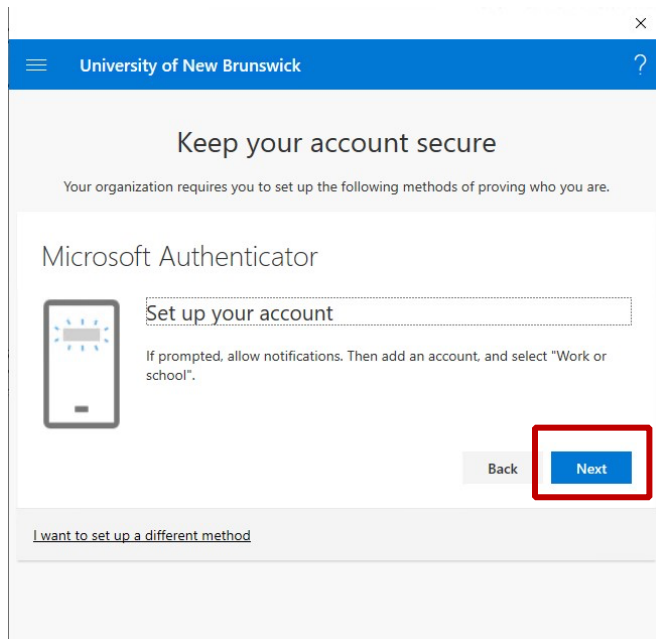 University of New Brunswick
?
Keep your account secure
Your organization requires you to set up the following methods of proving who you are.
Microsoft Authenticator
Set up your account
If prompted, allow notifications. Then add an account, and select "Work or
school".
Back Next
I want to set up a different method